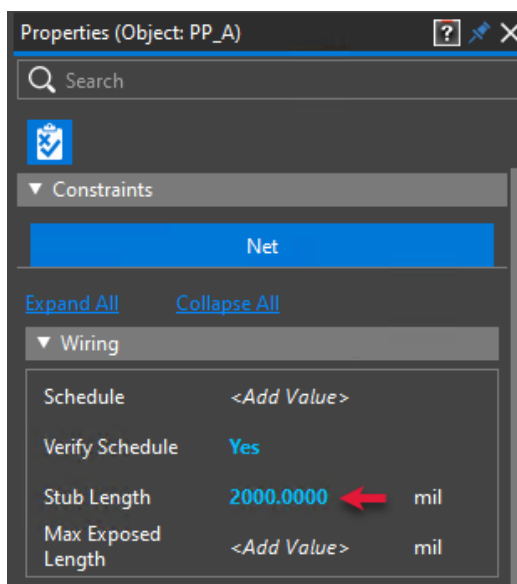 Properties (Object: PP_A)
Search
Constraints
Net
Expand All Collapse All
Wiring
Schedule <Add Value>
Verify Schedule Yes
Stub Length 2000.0000 mil
Max Exposed
Length <Add Value> mil